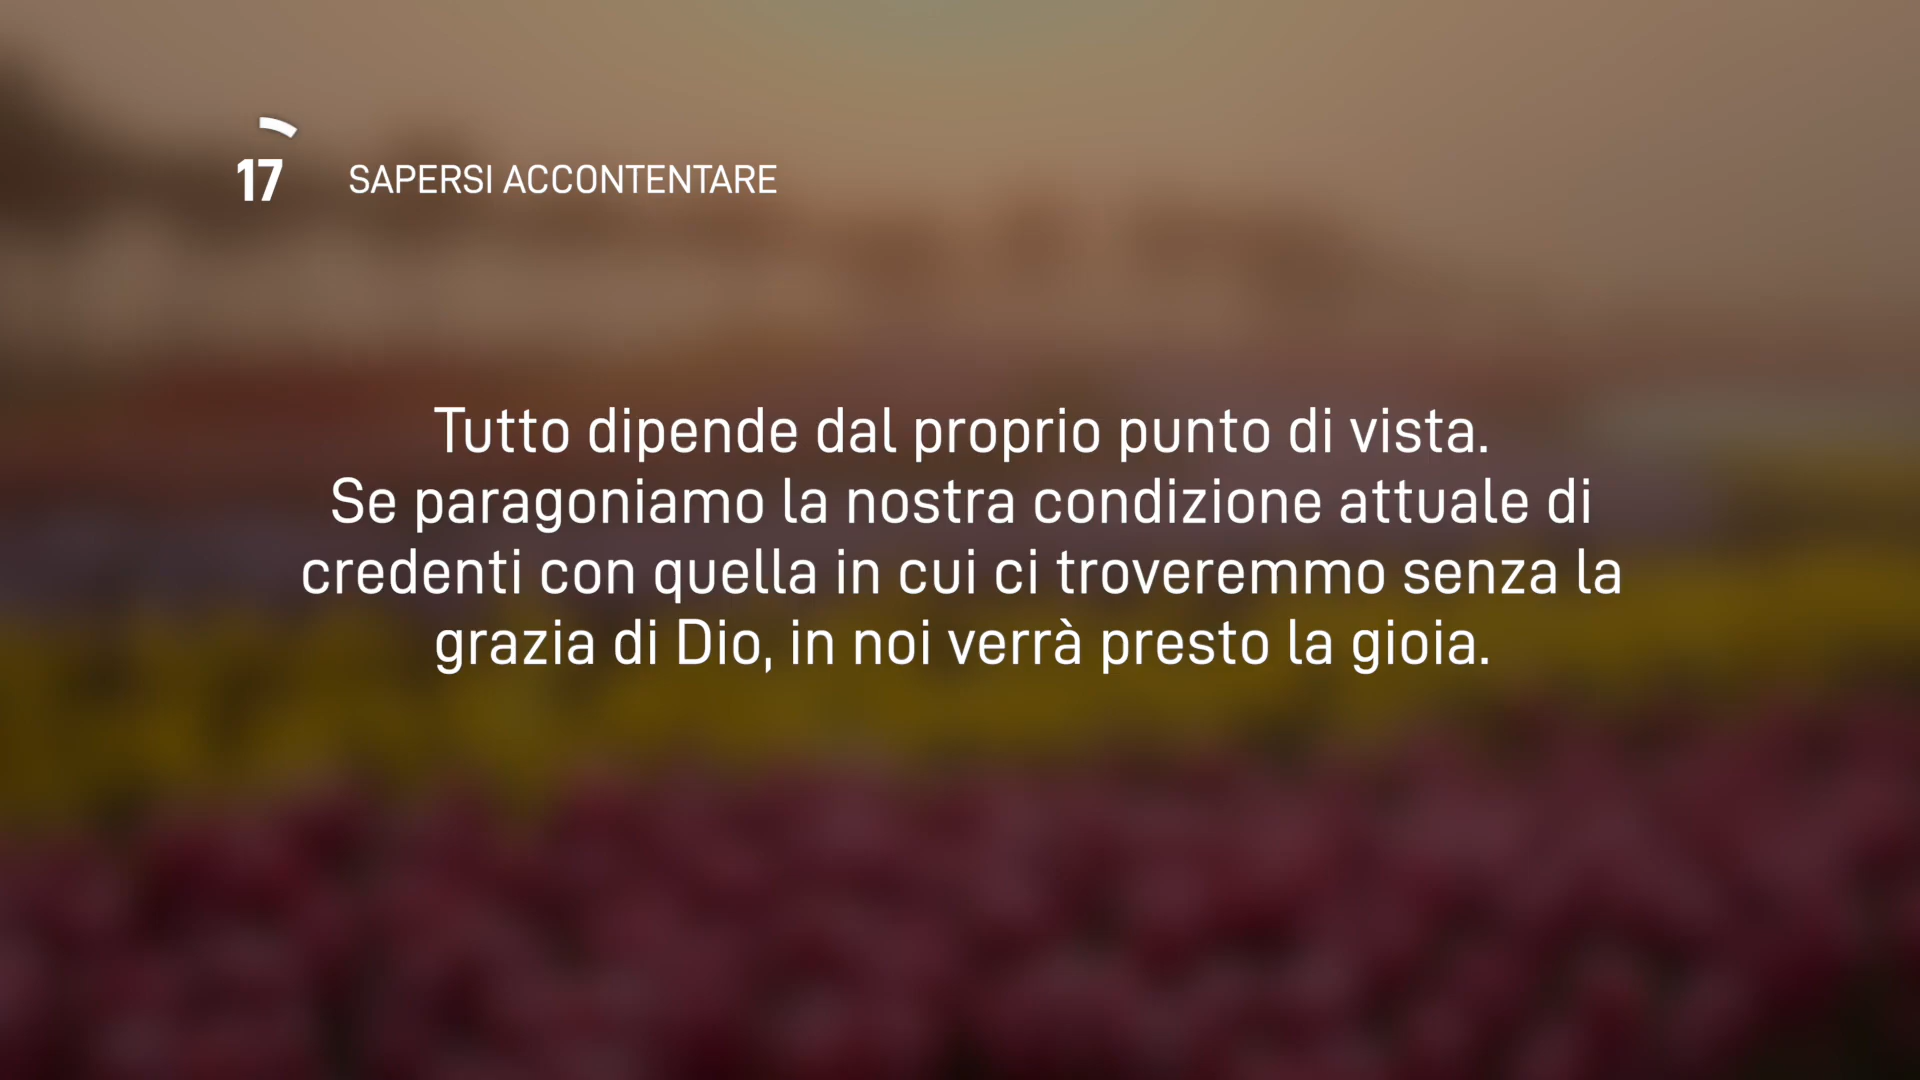 17 SAPERSI ACCONTENTARE
Tutto dipende dal proprio punto di vista.
Se paragoniamo la nostra condizione attuale di
credenti con quella in cui ci troveremmo senza la
grazia di Dio, in noi verrà presto la gioia.